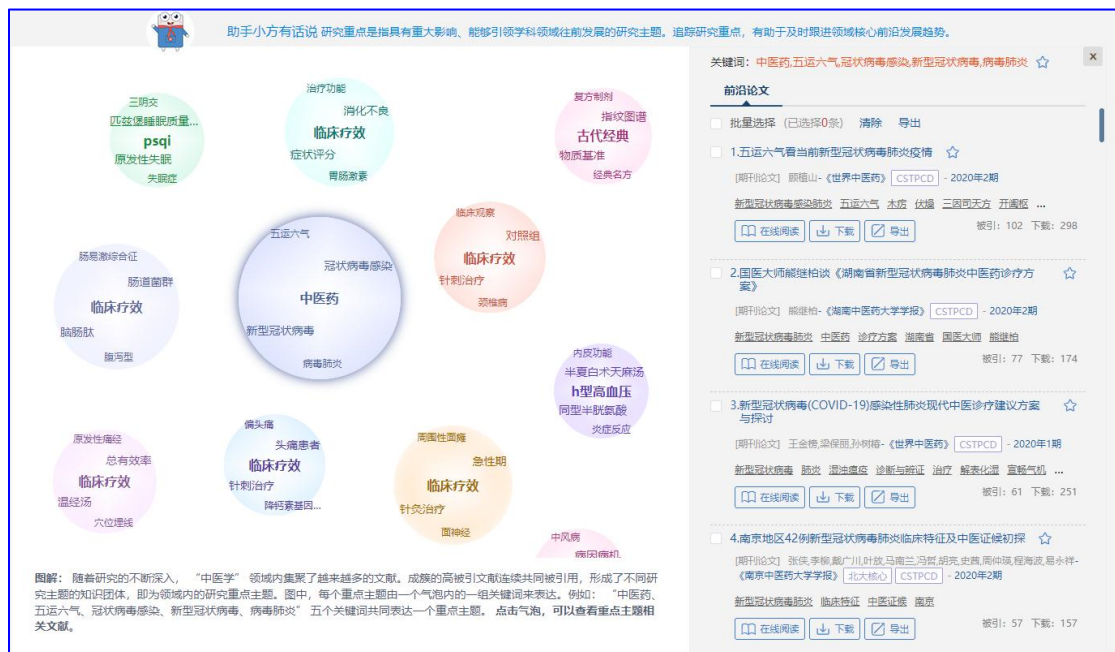 助手小方有话说 研究重点是指具有重大影响、能够引领学科领域往前发展的研究主题。追踪研究重点，有助于及时跟进领域核心前沿发展趋势。
三阴交
匹兹堡睡眠质量...
psqi
原发性失眠
失眠症
治疗功能
消化不良
临床疗效
症状评分
胃肠激素
复方制剂
指纹图谱
古代经典
物质基准
经典名方
五运六气
冠状病毒感染
中医药
新型冠状病毒
病毒肺炎
临床观察
对照组
临床疗效
针刺治疗
颈椎病
肠易激综合征
肠道菌群
临床疗效
脑肠肽
腹泻型
内皮功能
半夏白术天麻汤
h型高血压
同型半胱氨酸
炎症反应
原发性痛经
总有效率
临床疗效
温经汤
穴位埋线
偏头痛
头痛患者
临床疗效
针刺治疗
降钙素基因...
周围性面瘫
急性期
临床疗效
针灸治疗
面神经
中风病
病因病机
图解： 随着研究的不断深入， “中医学” 领域内集聚了越来越多的文献。成簇的高被引文献连续共同被引用，形成了不同研
究主题的知识团体，即为领域内的研究重点主题。图中，每个重点主题由一个气泡内的一组关键词来表达。例如： “中医药、
五运六气、冠状病毒感染、新型冠状病毒、病毒肺炎” 五个关键词共同表达一个重点主题。 点击气泡，可以查看重点主题相
关文献。
关键词： 中医药,五运六气,冠状病毒感染,新型冠状病毒,病毒肺炎
前沿论文
批量选择 (已选择0条) 清除 导出
1.五运六气看当前新型冠状病毒肺炎疫情
[期刊论文] 顾植山-《世界中医药》 CSTPCD - 2020年2期
新型冠状病毒感染肺炎 五运六气 木疠 伏燥 三因司天方 开阖枢 ...
在线阅读 下载 导出 被引： 102 下载： 298
2.国医大师熊继柏谈《湖南省新型冠状病毒肺炎中医药诊疗方
案》
[期刊论文] 熊继柏-《湖南中医药大学学报》 CSTPCD - 2020年2期
新型冠状病毒肺炎 中医药 诊疗方案 湖南省 国医大师 熊继柏
在线阅读 下载 导出 被引： 77 下载： 174
3.新型冠状病毒(COVID-19)感染性肺炎现代中医诊疗建议方案
与探讨
[期刊论文] 王金榜,梁保丽,孙树椿-《世界中医药》 CSTPCD - 2020年1期
新型冠状病毒 肺炎 湿浊瘟疫 诊断与辨证 治疗 解表化湿 宣畅气机 ...
在线阅读 下载 导出 被引： 61 下载： 251
4.南京地区42例新型冠状病毒肺炎临床特征及中医证候初探
[期刊论文] 张侠,李柳,戴广川,叶放,马南兰,冯哲,胡亮,史茜,周仲瑛,程海波,易永祥-
《南京中医药大学学报》 北大核心 CSTPCD - 2020年2期
新型冠状病毒肺炎 临床特征 中医证候 南京
在线阅读 下载 导出 被引： 57 下载： 157